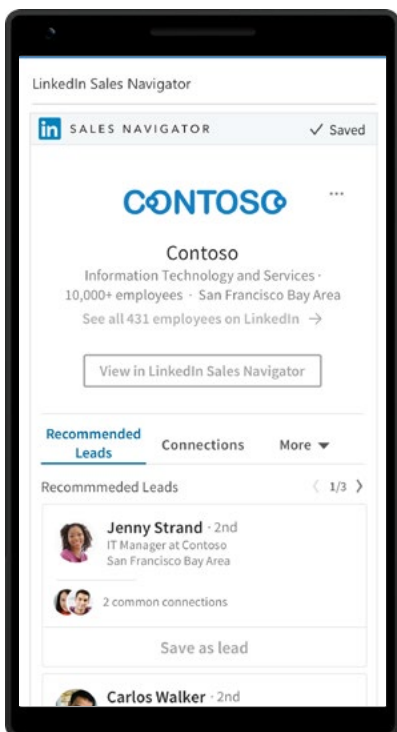 LinkedIn Sales Navigator
in SALES NAVIGATOR ✓ Saved
CONTOSO ...
Contoso
Information Technology and Services ·
10,000+ employees · San Francisco Bay Area
See all 431 employees on LinkedIn →
View in LinkedIn Sales Navigator
Recommended
Leads
Connections
More ▼
Recommmeded Leads < 1/3 >
Jenny Strand · 2nd
IT Manager at Contoso
San Francisco Bay Area
2 common connections
Save as lead
Carlos Walker · 2nd